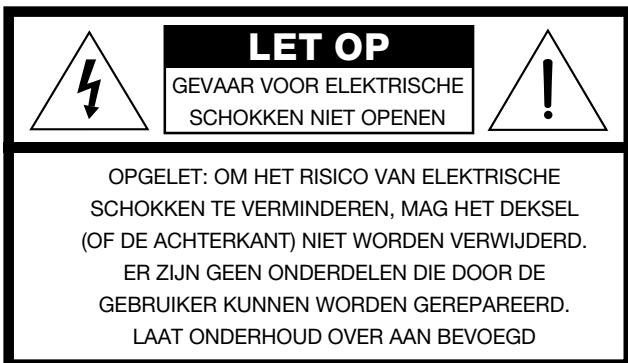 LET OP
GEVAAR VOOR ELEKTRISCHE
SCHOKKEN NIET OPENEN
OPGELET: OM HET RISICO VAN ELEKTRISCHE
SCHOKKEN TE VERMINDEREN, MAG HET DEKSEL
(OF DE ACHTERKANT) NIET WORDEN VERWIJDERD.
ER ZIJN GEEN ONDERDELEN DIE DOOR DE
GEBRUIKER KUNNEN WORDEN GEREPAREERD.
LAAT ONDERHOUD OVER AAN BEVOEGD